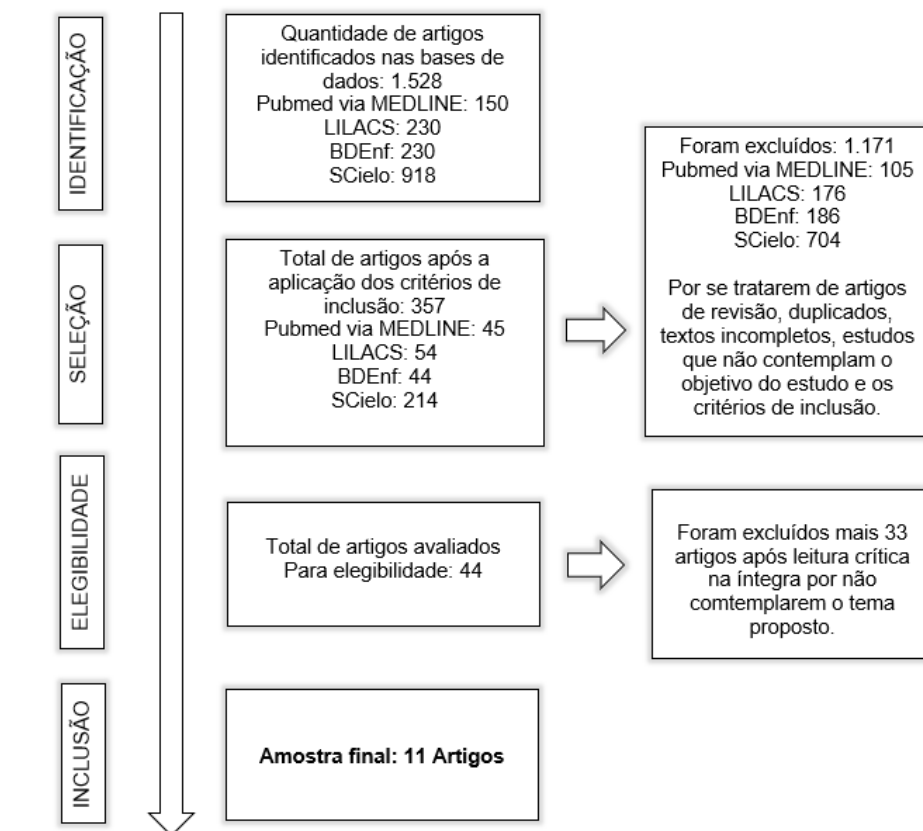 IDENTIFICAÇÃO
Quantidade de artigos
identificados nas bases de
dados: 1.528
Pubmed via MEDLINE: 150
LILACS: 230
BDEnf: 230
SCielo: 918
SELEÇÃO
Total de artigos após a
aplicação dos critérios de
inclusão: 357
Pubmed via MEDLINE: 45
LILACS: 54
BDEnf: 44
SCielo: 214
Foram excluídos: 1.171
Pubmed via MEDLINE: 105
LILACS: 176
BDEnf: 186
SCielo: 704
Por se tratarem de artigos
de revisão, duplicados,
textos incompletos, estudos
que não contemplam o
objetivo do estudo e os
critérios de inclusão.
ELEGIBILIDADE
Total de artigos avaliados
Para elegibilidade: 44
Foram excluídos mais 33
artigos após leitura crítica
na íntegra por não
comtemplarem o tema
proposto.
INCLUSÃO
Amostra final: 11 Artigos